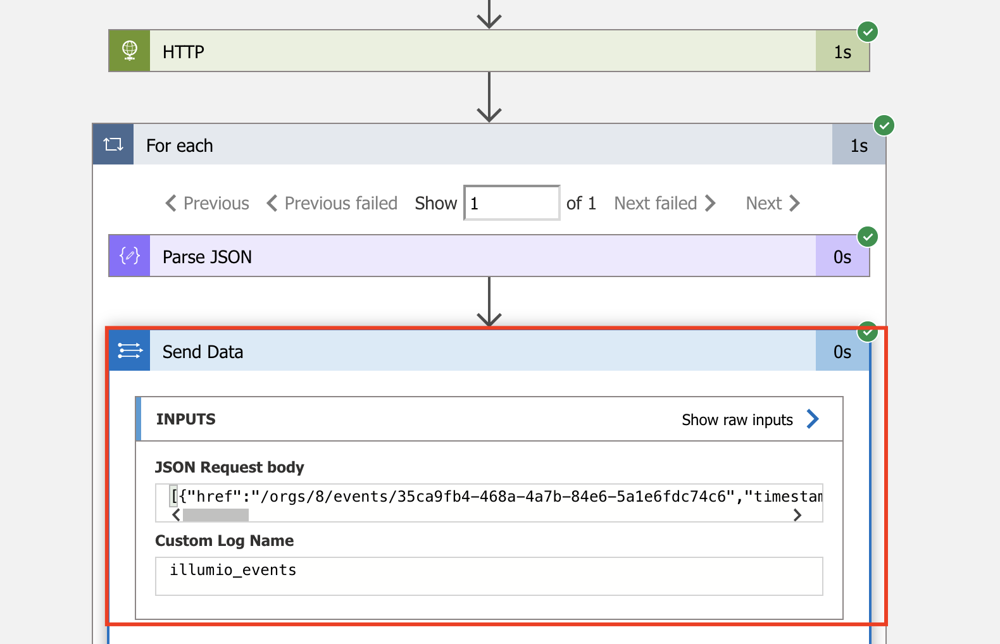 HTTP
1s
For each
1s
Previous Previous failed Show 1 of 1 Next failed Next
Parse JSON
0s
Send Data
0s
INPUTS
Show raw inputs
JSON Request body
[{"href":"/orgs/8/events/35ca9fb4-468a-4a7b-84e6-5a1e6fdc74c6","timestam
Custom Log Name
illumio_events